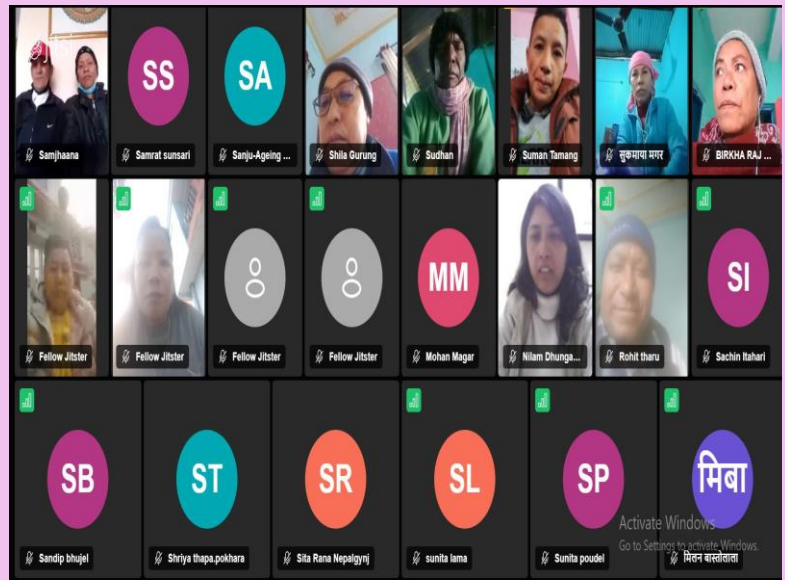 Samjhaana
SS
Samrat sunsari
SA
Sanju-Ageing ...
Shila Gurung
Sudhan
Suman Tamang
सुकमाया मगर
BIRKHA RAJ ...
Fellow Jitster
Fellow Jitster
Fellow Jitster
Fellow Jitster
MM
Mohan Magar
Nilam Dhunga...
Rohit tharu
SI
Sachin Itahari
SB
Sandip bhujel
ST
Shriya thapa.pokhara
SR
Sita Rana Nepalgynj
SL
sunita lama
SP
Sunita poudel
मिबा
मिलन बास्तोलाला
Activate Windows
Go to Settings to activate Windows.